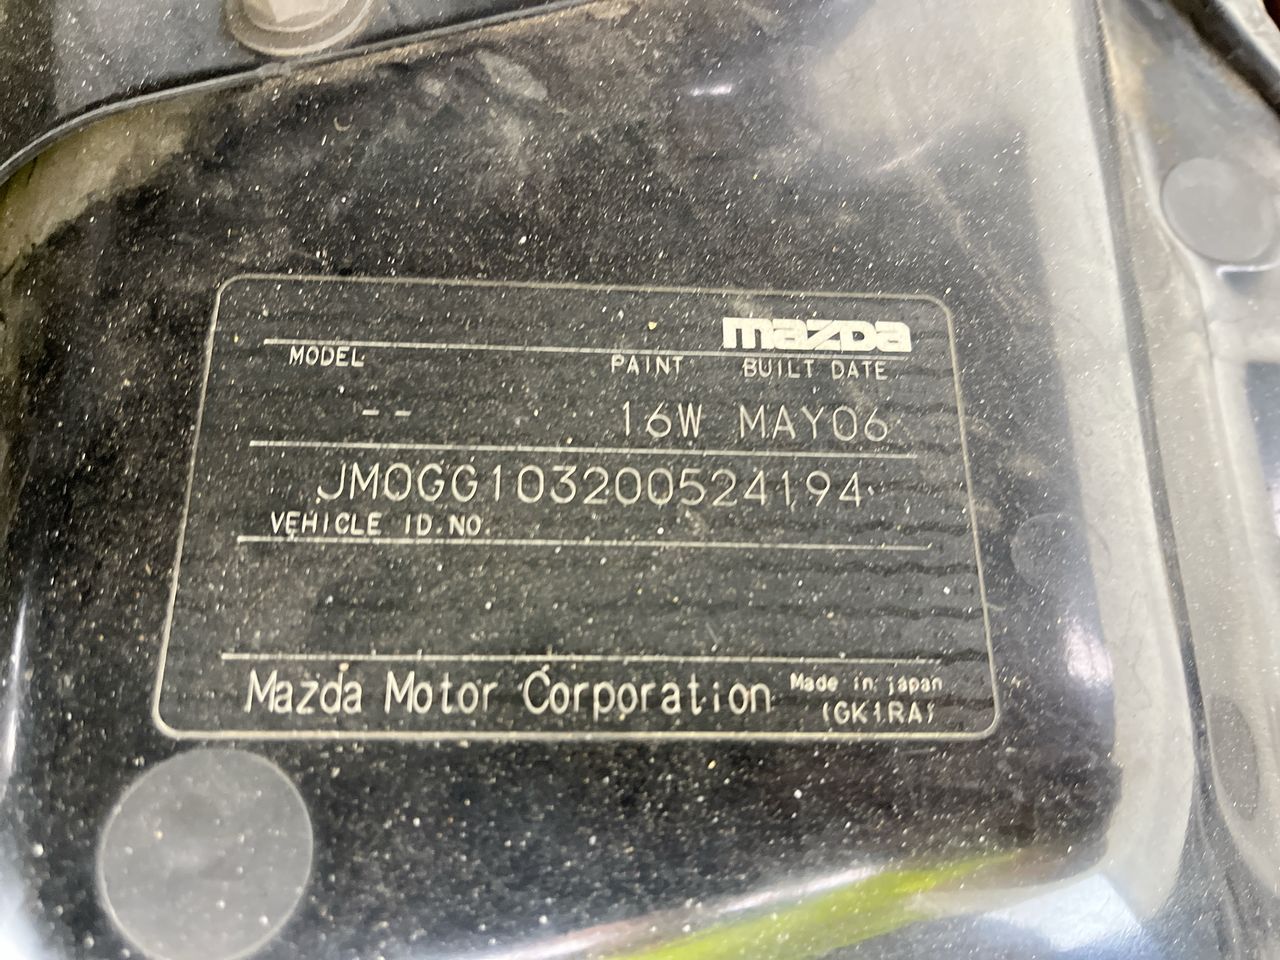 mazda
MODEL PAINT BUILT DATE
-- 16W MAY06
JM0GG103200524194
VEHICLE ID.NO.
Mazda Motor Corporation Made in japan
(GK1RA)